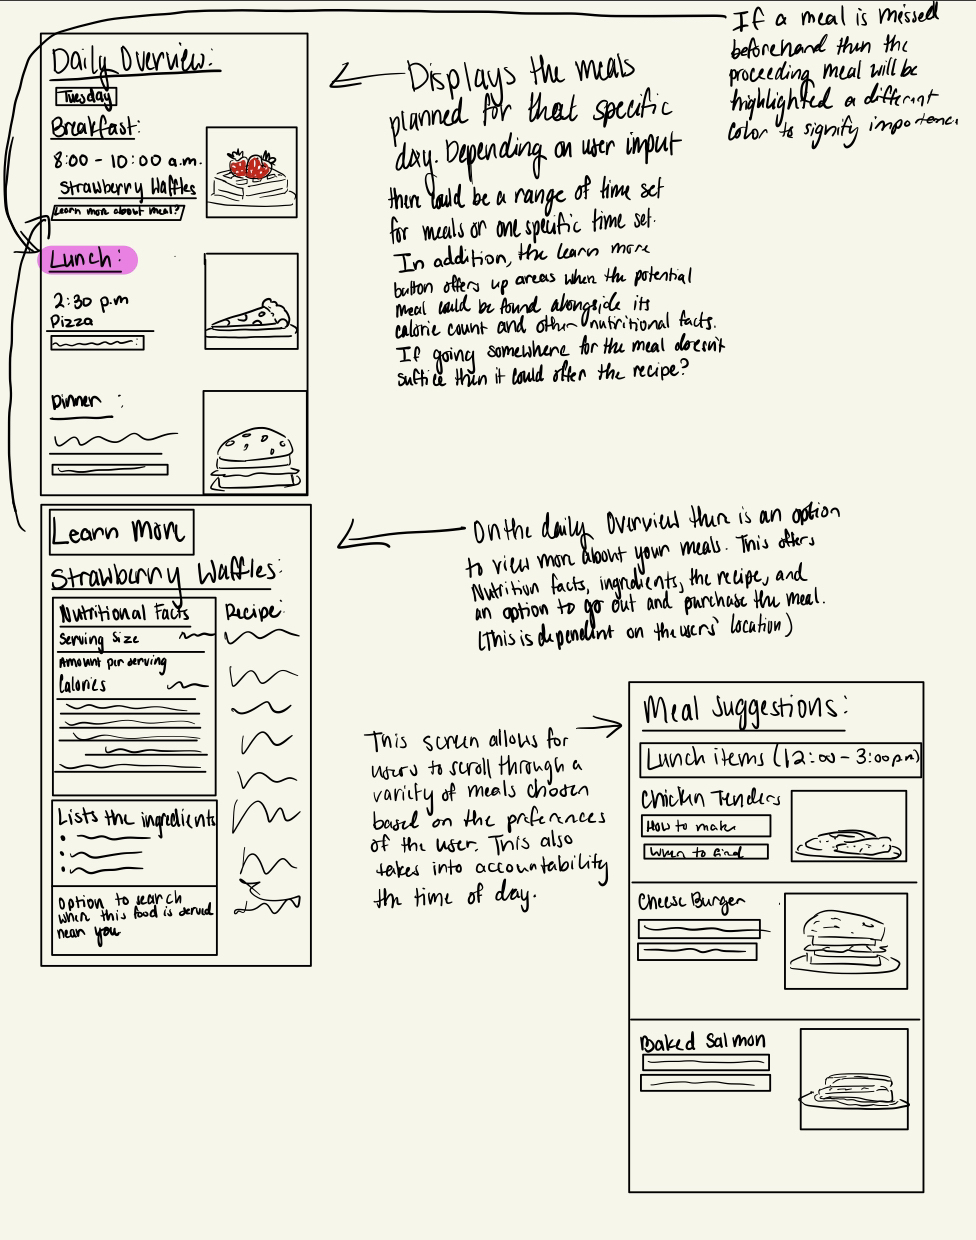 If a meal is missed
beforehand then the
proceeding meal will be
highlighted a different
color to signify importance.
Daily Overview:
Tuesday
Breakfast:
8:00 - 10:00 a.m.
Strawberry Waffles
Learn more about meal?
Lunch:
2:30 p.m
Pizza
Dinner :
Displays the meals
planned for that specific
day. Depending on user input
there could be a range of time set
for meals or one specific time set.
In addition, the learn more
button offers up areas where the potential
meal could be found alongside its
calorie count and other nutritional facts.
If going somewhere for the meal doesn't
suffice then it could offer the recipe?
Learn More
Strawberry Waffles:
Nutritional Facts
Serving Size
Amount per serving
Calories
Recipe:
Lists the ingredients
Option to search
where this food is served
near you
On the daily Overview there is an option
to view more about your meals. This offers
Nutrition facts, ingredients, the recipe, and
an option to go out and purchase the meal.
(This is dependent on the users' location)
This screen allows for
users to scroll through a
variety of meals chosen
based on the preferences
of the user. This also
takes into accountability
the time of day.
Meal Suggestions:
Lunch items (12:00 - 3:00pm)
Chicken Tenders
How to make
Where to find
Cheese Burger
Baked Salmon